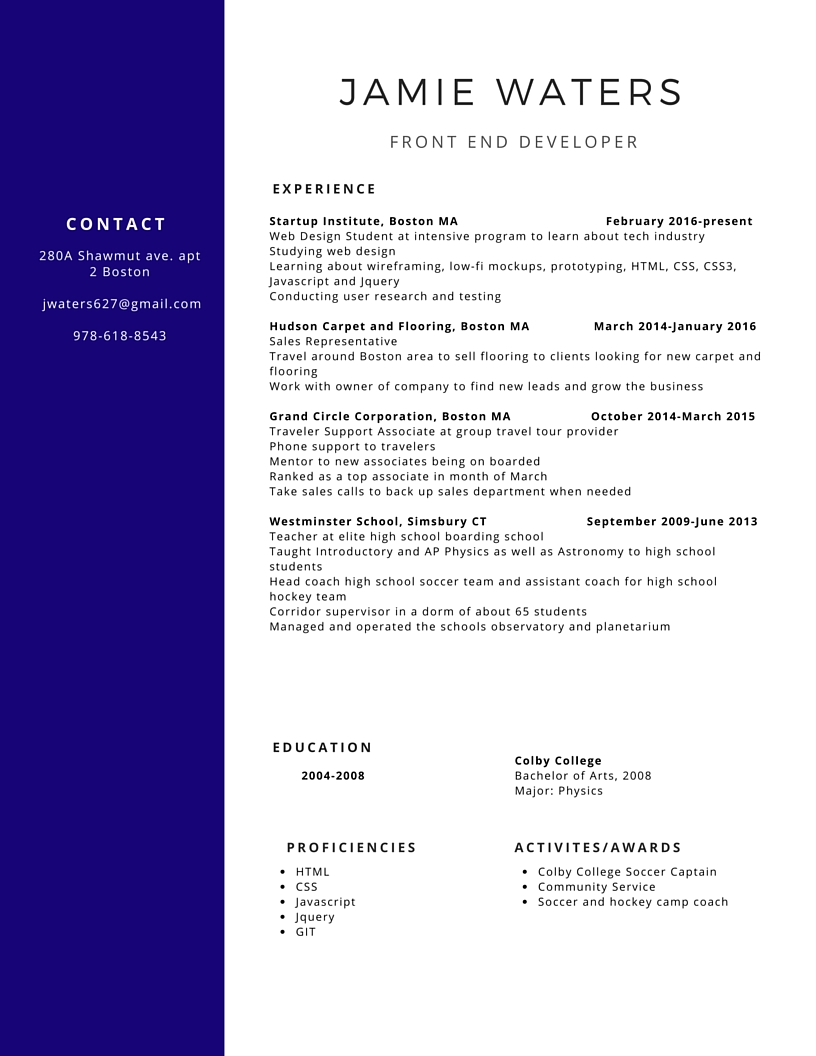 JAMIE WATERS
FRONT END DEVELOPER
CONTACT
280A Shawmut ave. apt
2 Boston
jwaters627@gmail.com
978-618-8543
EXPERIENCE
Startup Institute, Boston MA February 2016-present
Web Design Student at intensive program to learn about tech industry
Studying web design
Learning about wireframing, low-fi mockups, prototyping, HTML, CSS, CSS3,
Javascript and Jquery
Conducting user research and testing
Hudson Carpet and Flooring, Boston MA March 2014-January 2016
Sales Representative
Travel around Boston area to sell flooring to clients looking for new carpet and
flooring
Work with owner of company to find new leads and grow the business
Grand Circle Corporation, Boston MA October 2014-March 2015
Traveler Support Associate at group travel tour provider
Phone support to travelers
Mentor to new associates being on boarded
Ranked as a top associate in month of March
Take sales calls to back up sales department when needed
Westminster School, Simsbury CT September 2009-June 2013
Teacher at elite high school boarding school
Taught Introductory and AP Physics as well as Astronomy to high school
students
Head coach high school soccer team and assistant coach for high school
hockey team
Corridor supervisor in a dorm of about 65 students
Managed and operated the schools observatory and planetarium
EDUCATION
2004-2008
Colby College
Bachelor of Arts, 2008
Major: Physics
PROFICIENCIES
• HTML
• CSS
• Javascript
• Jquery
• GIT
ACTIVITES/AWARDS
• Colby College Soccer Captain
• Community Service
• Soccer and hockey camp coach